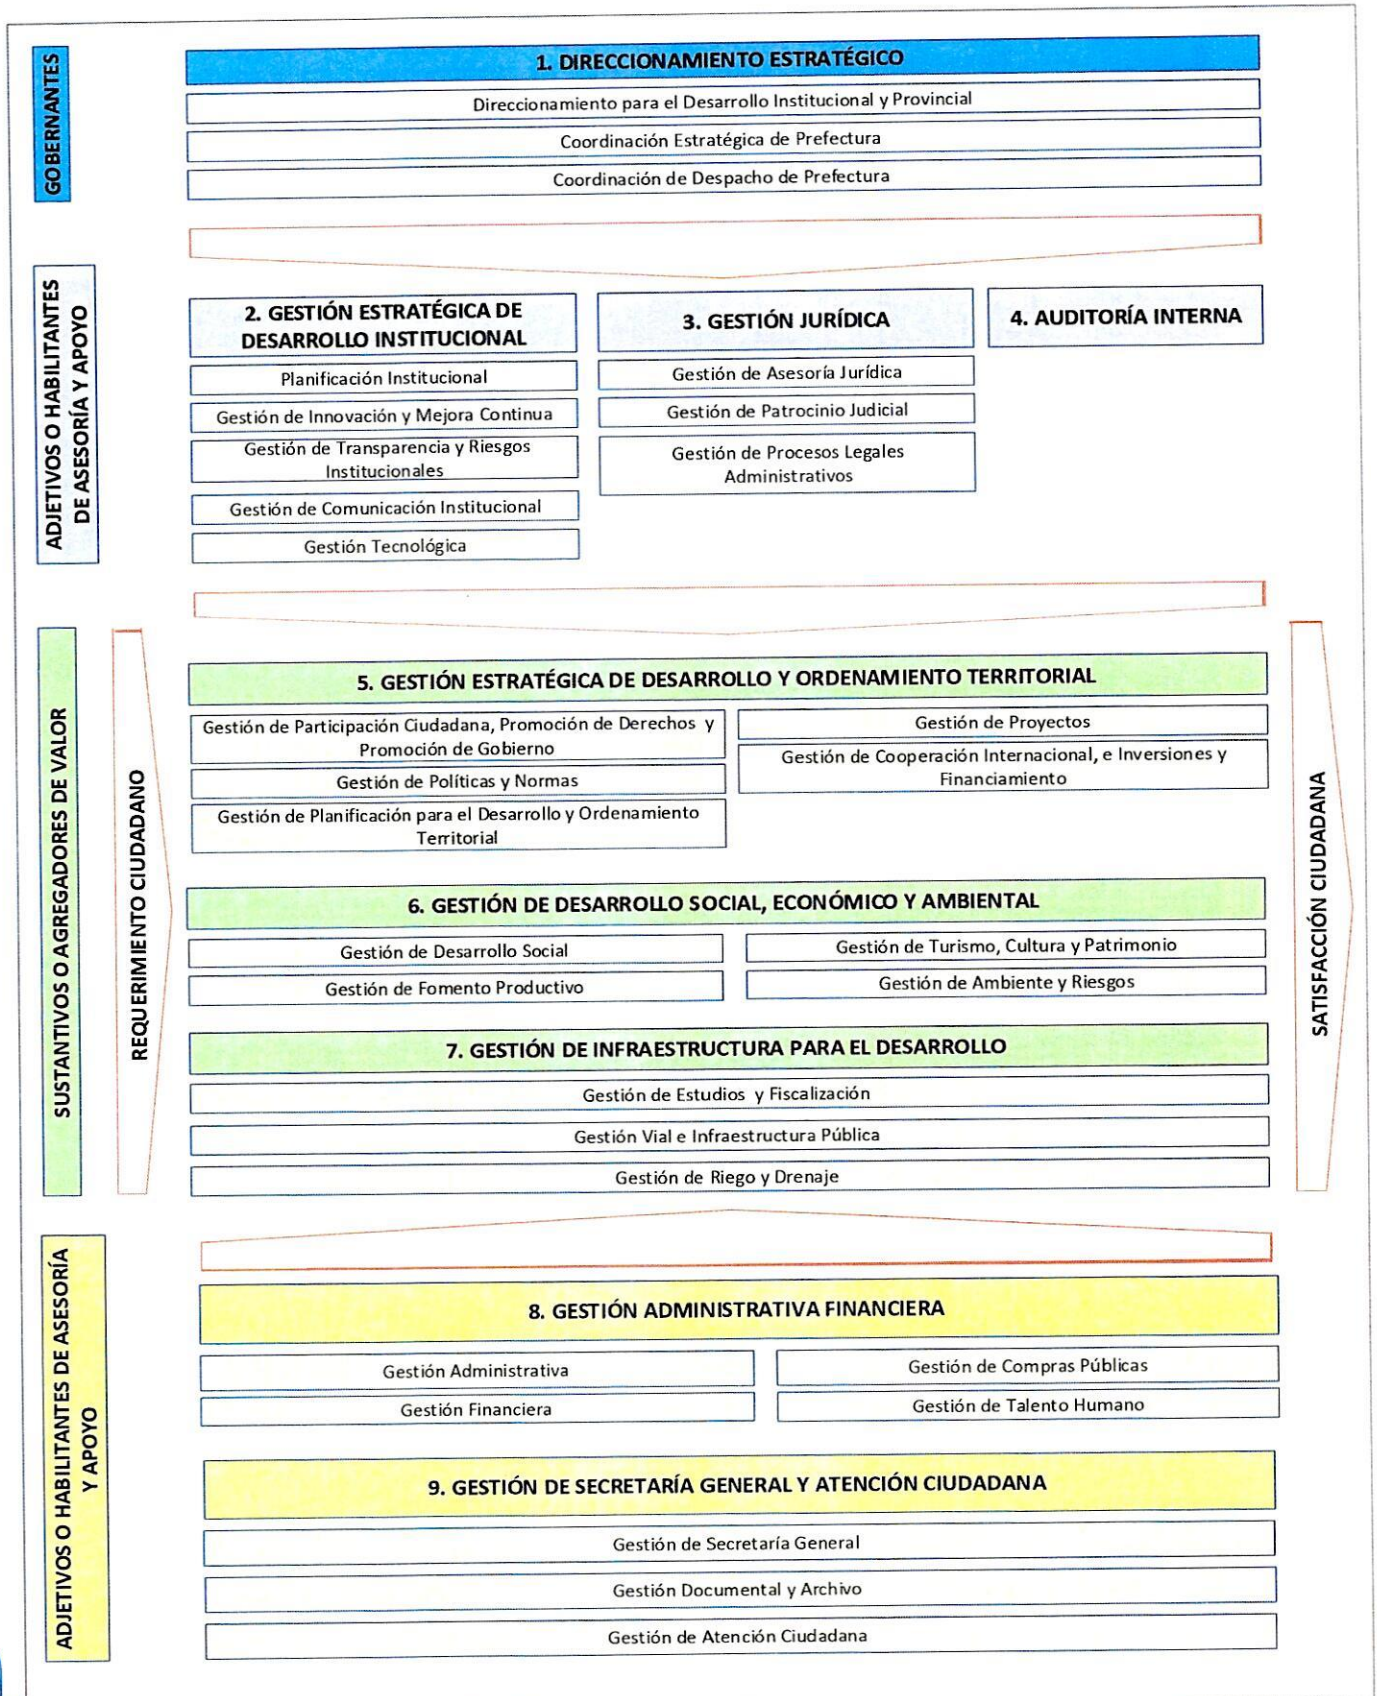 GOBERNANTES
1. DIRECCIONAMIENTO ESTRATÉGICO
Direccionamiento para el Desarrollo Institucional y Provincial
Coordinación Estratégica de Prefectura
Coordinación de Despacho de Prefectura
ADJETIVOS O HABILITANTES
DE ASESORÍA Y APOYO
2. GESTIÓN ESTRATÉGICA DE
DESARROLLO INSTITUCIONAL
Planificación Institucional
Gestión de Innovación y Mejora Continua
Gestión de Transparencia y Riesgos
Institucionales
Gestión de Comunicación Institucional
Gestión Tecnológica
3. GESTIÓN JURÍDICA
Gestión de Asesoría Jurídica
Gestión de Patrocinio Judicial
Gestión de Procesos Legales
Administrativos
4. AUDITORÍA INTERNA
SUSTANTIVOS O AGREGADORES DE VALOR
REQUERIMIENTO CIUDADANO
5. GESTIÓN ESTRATÉGICA DE DESARROLLO Y ORDENAMIENTO TERRITORIAL
Gestión de Participación Ciudadana, Promoción de Derechos y
Promoción de Gobierno
Gestión de Políticas y Normas
Gestión de Planificación para el Desarrollo y Ordenamiento
Territorial
Gestión de Proyectos
Gestión de Cooperación Internacional, e Inversiones y
Financiamiento
6. GESTIÓN DE DESARROLLO SOCIAL, ECONÓMICO Y AMBIENTAL
Gestión de Desarrollo Social
Gestión de Fomento Productivo
Gestión de Turismo, Cultura y Patrimonio
Gestión de Ambiente y Riesgos
7. GESTIÓN DE INFRAESTRUCTURA PARA EL DESARROLLO
Gestión de Estudios y Fiscalización
Gestión Vial e Infraestructura Pública
Gestión de Riego y Drenaje
SATISFACCIÓN CIUDADANA
ADJETIVOS O HABILITANTES DE ASESORÍA
Y APOYO
8. GESTIÓN ADMINISTRATIVA FINANCIERA
Gestión Administrativa
Gestión Financiera
Gestión de Compras Públicas
Gestión de Talento Humano
9. GESTIÓN DE SECRETARÍA GENERAL Y ATENCIÓN CIUDADANA
Gestión de Secretaría General
Gestión Documental y Archivo
Gestión de Atención Ciudadana